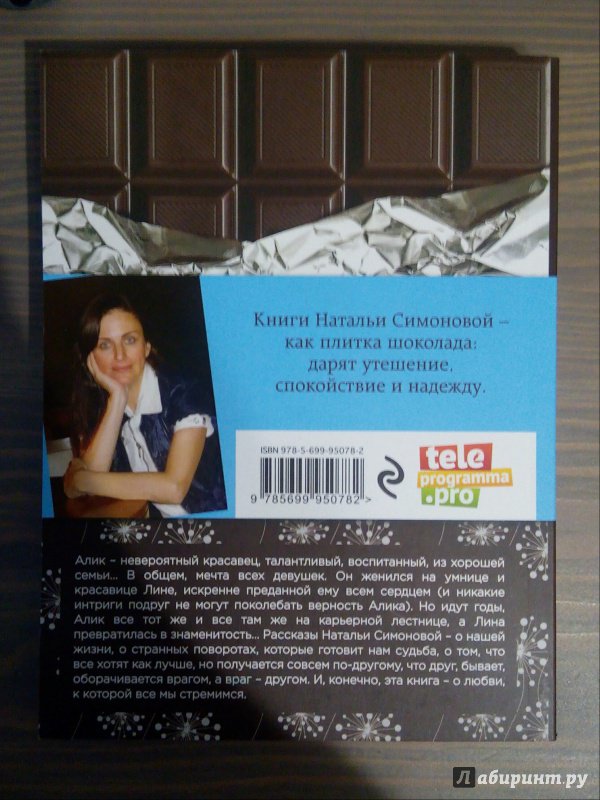 Книги Натальи Симоновой –
как плитка шоколада:
дарят утешение,
спокойствие и надежду.
ISBN 978-5-699-95078-2
9 785699 950782 >
tele
programma
.pro
Алик – невероятный красавец, талантливый, воспитанный, из хорошей
семьи... В общем, мечта всех девушек. Он женился на умнице и
красавице Лине, искренне преданной ему всем сердцем (и никакие
интриги подруг не могут поколебать верность Алика). Но идут годы,
Алик все тот же и все там же на карьерной лестнице, а Лина
превратилась в знаменитость... Рассказы Натальи Симоновой – о нашей
жизни, о странных поворотах, которые готовит нам судьба, о том, что
все хотят как лучше, но получается совсем по-другому, что друг, бывает,
оборачивается врагом, а враг – другом. И, конечно, эта книга – о любви,
к которой все мы стремимся.
Лабиринт.ру